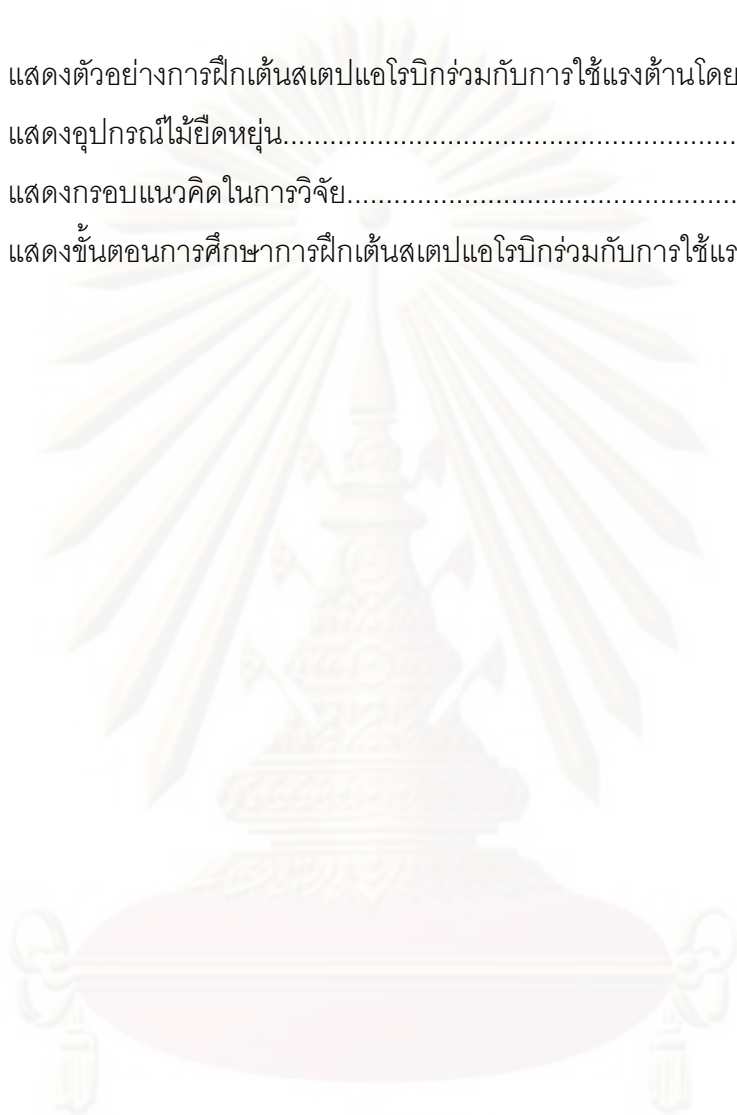 แสดงตัวอย่างการฝึกเต้นสเตปแอโรบิกร่วมกับการใช้แรงต้านโดย
แสดงอุปกรณ์ไม้ยืดหยุ่น..........................................................
แสดงกรอบแนวคิดในการวิจัย..................................................
แสดงขั้นตอนการศึกษาการฝึกเต้นสเตปแอโรบิกร่วมกับการใช้แร